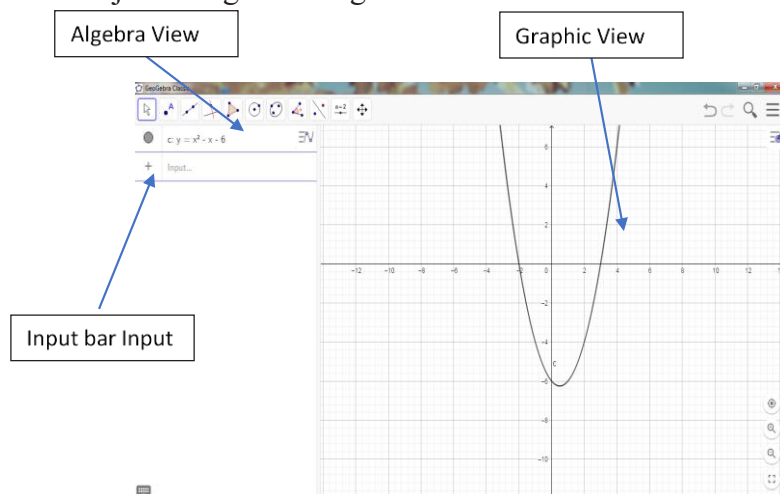 Algebra View
Graphic View
GeoGebra Classic
c: y = x² - x - 6
Input...
Input bar Input
6
4
2
-12 -10 -8 -6 -4 -2 0 2 4 6 8 10 12
-2
-4
c
-6
-8
-10